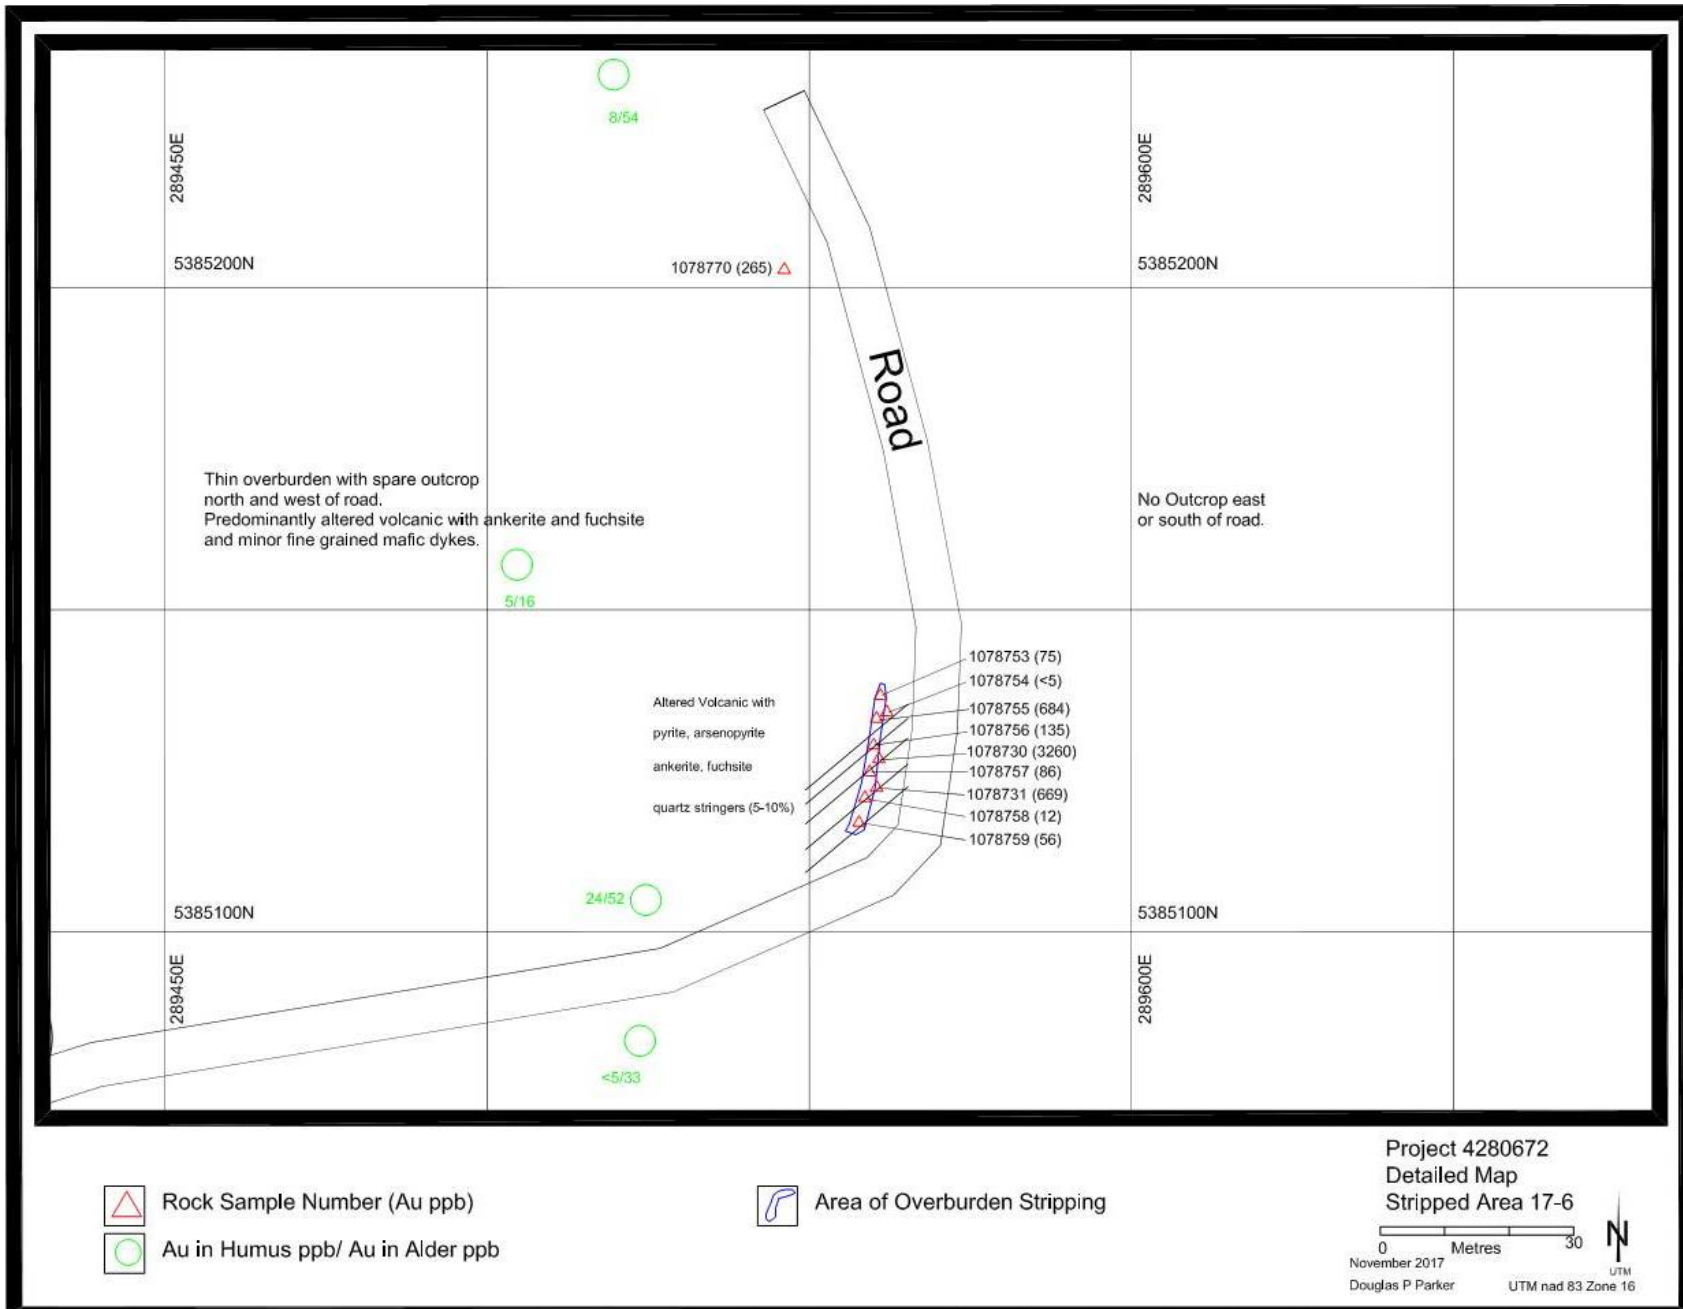 8/54
289450E
289600E
5385200N
1078770 (265)
5385200N
Road
Thin overburden with spare outcrop
north and west of road.
Predominantly altered volcanic with ankerite and fuchsite
and minor fine grained mafic dykes.
No Outcrop east
or south of road.
5/16
1078753 (75)
1078754 (<5)
1078755 (684)
1078756 (135)
1078730 (3260)
1078757 (86)
1078731 (669)
1078758 (12)
1078759 (56)
Altered Volcanic with
pyrite, arsenopyrite
ankerite, fuchsite
quartz stringers (5-10%)
24/52
5385100N
5385100N
289450E
289600E
<5/33
Rock Sample Number (Au ppb)
Au in Humus ppb/ Au in Alder ppb
Area of Overburden Stripping
Project 4280672
Detailed Map
Stripped Area 17-6
0 Metres 30
N
UTM
November 2017
Douglas P Parker
UTM nad 83 Zone 16